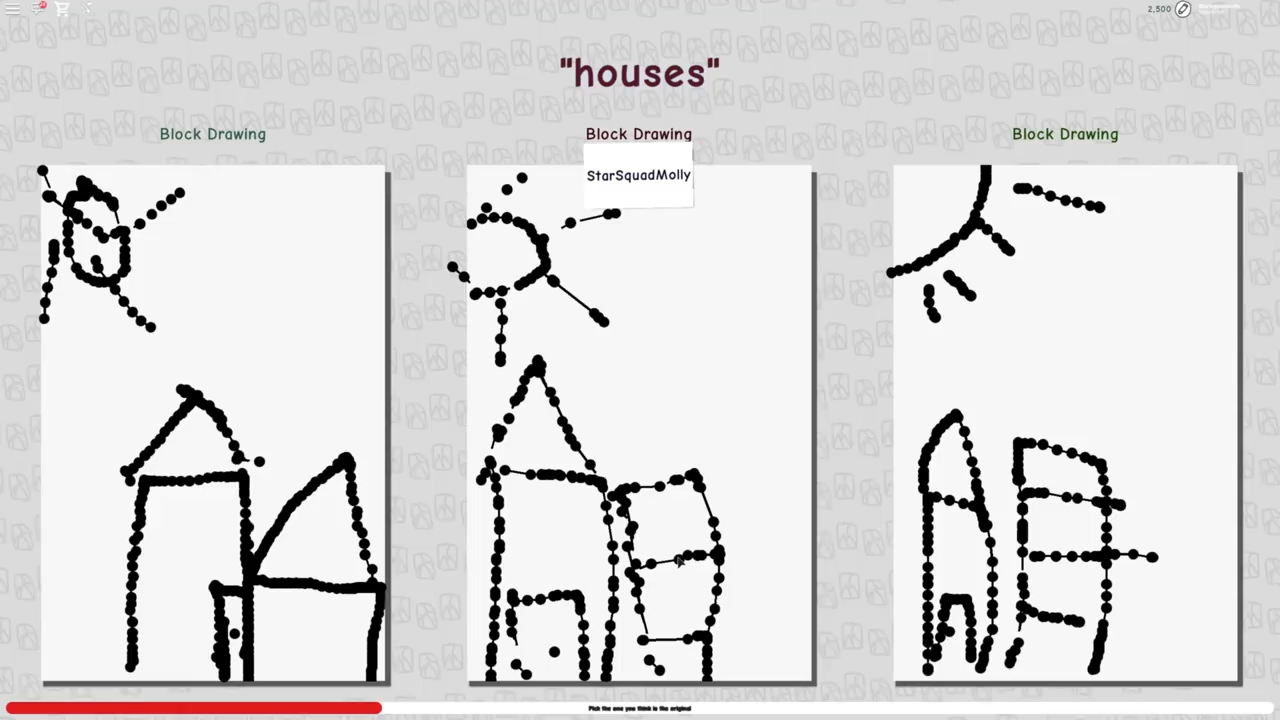 2,500
"houses"
Block Drawing
Block Drawing
Block Drawing
StarSquadMolly
Pick the one you think is the original